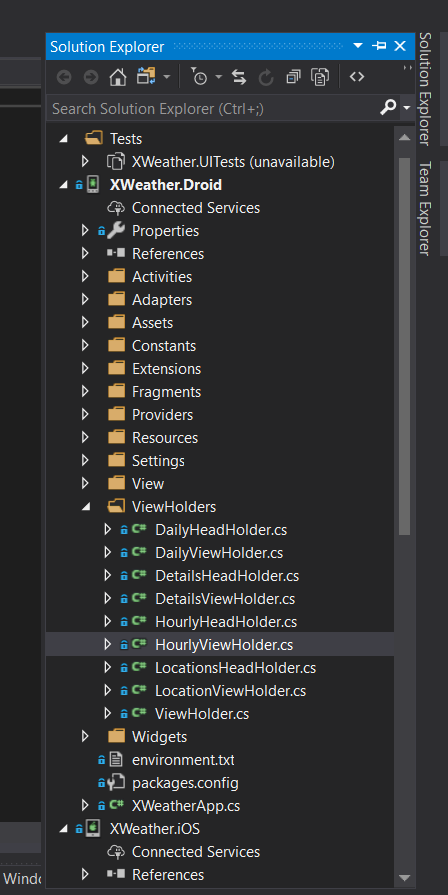 Solution Explorer
Search Solution Explorer (Ctrl+;)
Tests
XWeather.UITests (unavailable)
XWeather.Droid
Connected Services
Properties
References
Activities
Adapters
Assets
Constants
Extensions
Fragments
Providers
Resources
Settings
View
ViewHolders
C# DailyHeadHolder.cs
C# DailyViewHolder.cs
C# DetailsHeadHolder.cs
C# DetailsViewHolder.cs
C# HourlyHeadHolder.cs
C# HourlyViewHolder.cs
C# LocationsHeadHolder.cs
C# LocationViewHolder.cs
C# ViewHolder.cs
Widgets
environment.txt
packages.config
C# XWeatherApp.cs
XWeather.iOS
Connected Services
References
Solution Explorer
Team Explorer
Windo